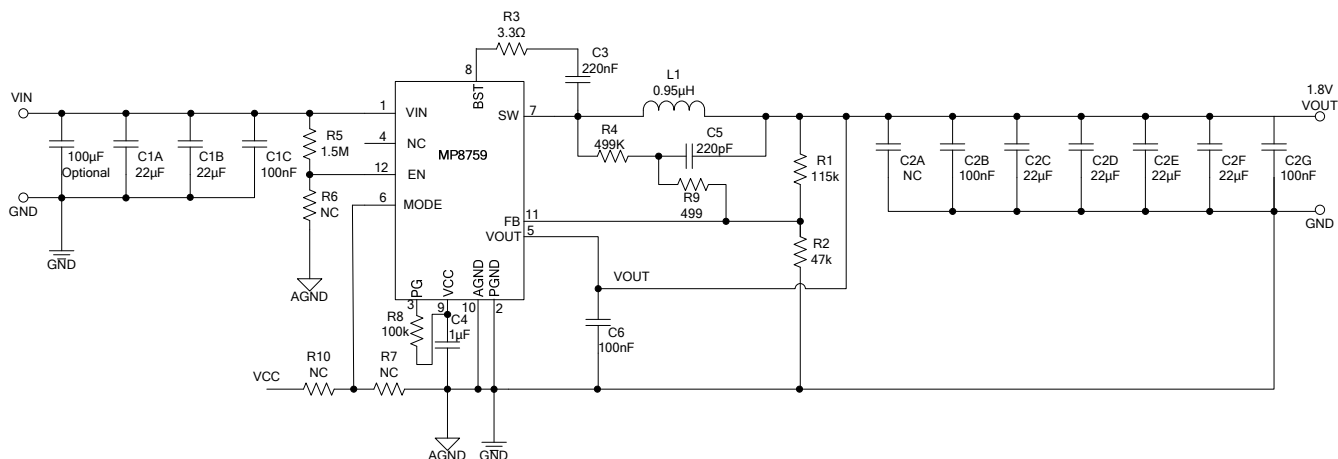 R3
3.3Ω
C3
220nF
8
BST
L1
0.95µH
1.8V
VOUT
VIN
1
VIN
SW
7
R5
1.5M
4
NC
MP8759
R4
499K
C5
220pF
R1
115k
100µF
Optional
C1A
22µF
C1B
22µF
C1C
100nF
C2A
NC
C2B
100nF
C2C
22µF
C2D
22µF
C2E
22µF
C2F
22µF
C2G
100nF
12
EN
R6
NC
6
MODE
R9
499
GND
FB
11
VOUT
5
GND
R2
47k
GND
AGND
PG
VCC
AGND
PGND
3
9
10
2
VOUT
R8
100k
C4
1µF
C6
100nF
VCC
R10
NC
R7
NC
AGND
GND